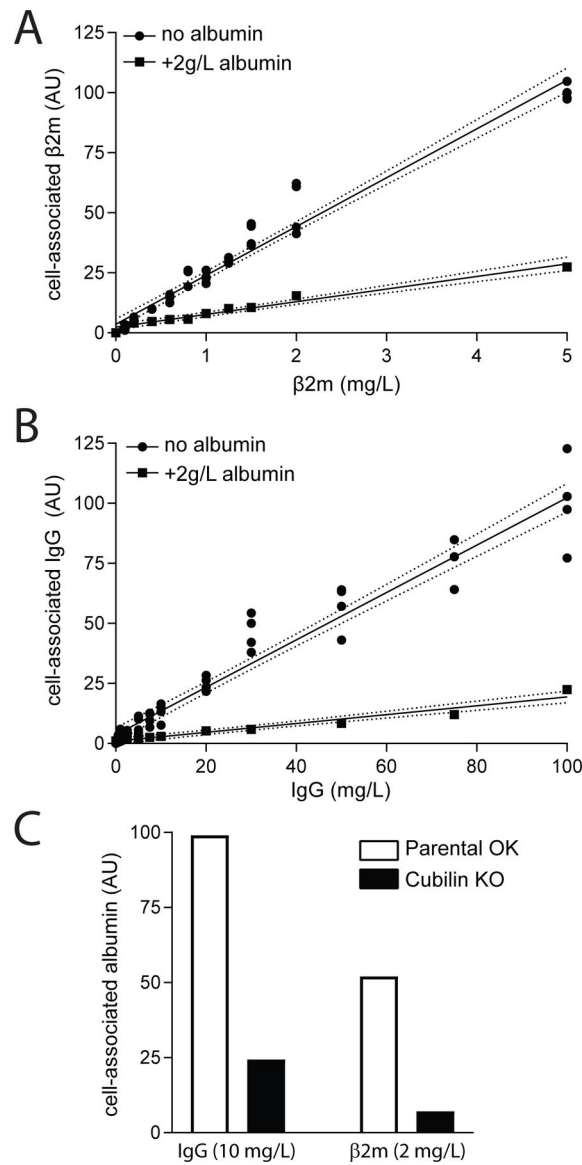 A
no albumin
+2g/L albumin
cell-associated β2m (AU)
125
100
75
50
25
0
0
1
2
3
4
5
β2m (mg/L)
B
no albumin
+2g/L albumin
cell-associated IgG (AU)
125
100
75
50
25
0
0
20
40
60
80
100
IgG (mg/L)
C
Parental OK
Cubilin KO
cell-associated albumin (AU)
100
75
50
25
0
IgG (10 mg/L)
β2m (2 mg/L)